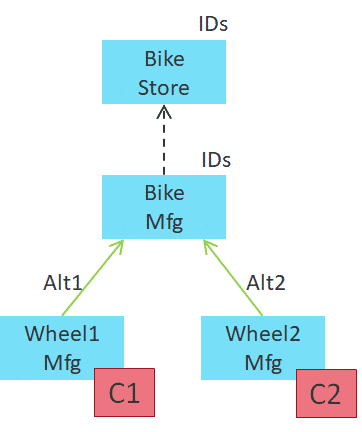 IDs
Bike
Store
IDs
Bike
Mfg
Alt1
Alt2
Wheel1
Mfg
C1
Wheel2
Mfg
C2